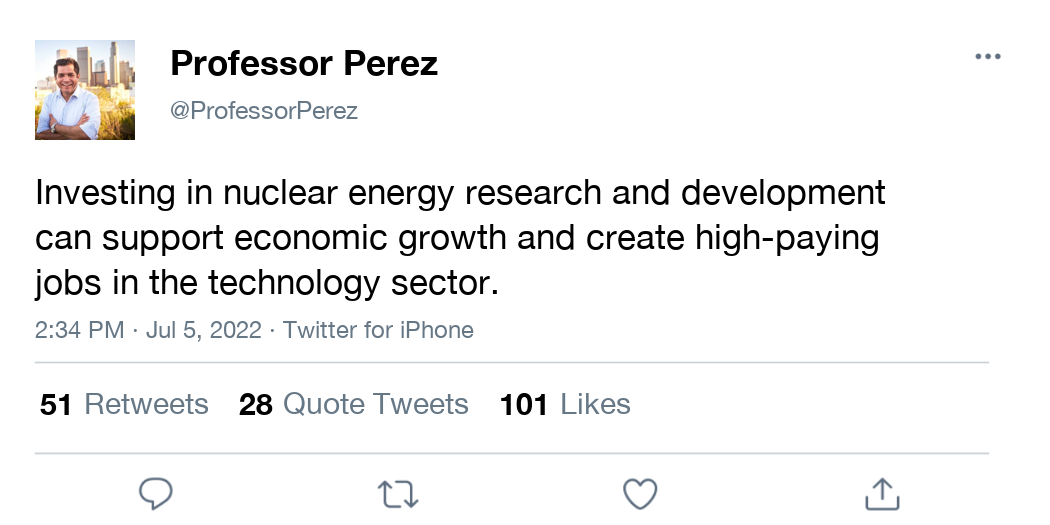 Professor Perez
@ProfessorPerez
Investing in nuclear energy research and development
can support economic growth and create high-paying
jobs in the technology sector.
2:34 PM · Jul 5, 2022 · Twitter for iPhone
51 Retweets 28 Quote Tweets 101 Likes